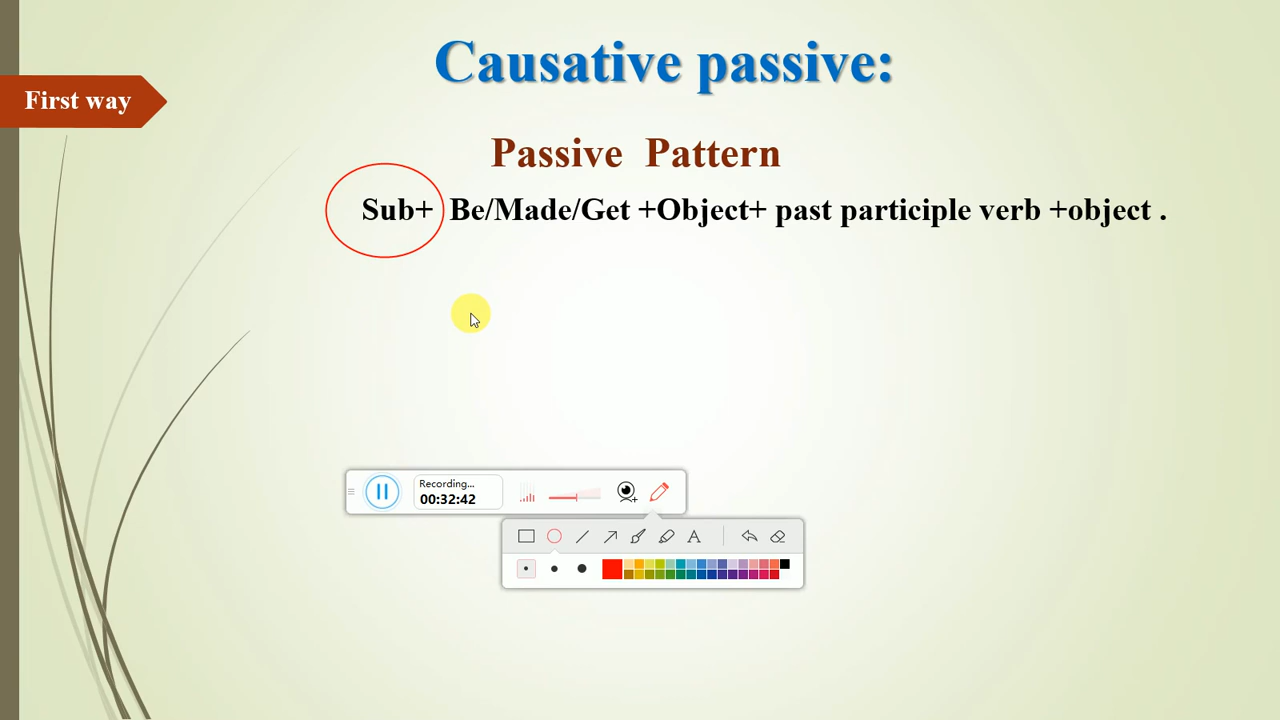 Causative passive:
First way
Passive Pattern
Sub+ Be/Made/Get +Object+ past participle verb +object .
Recording...
00:32:42
A